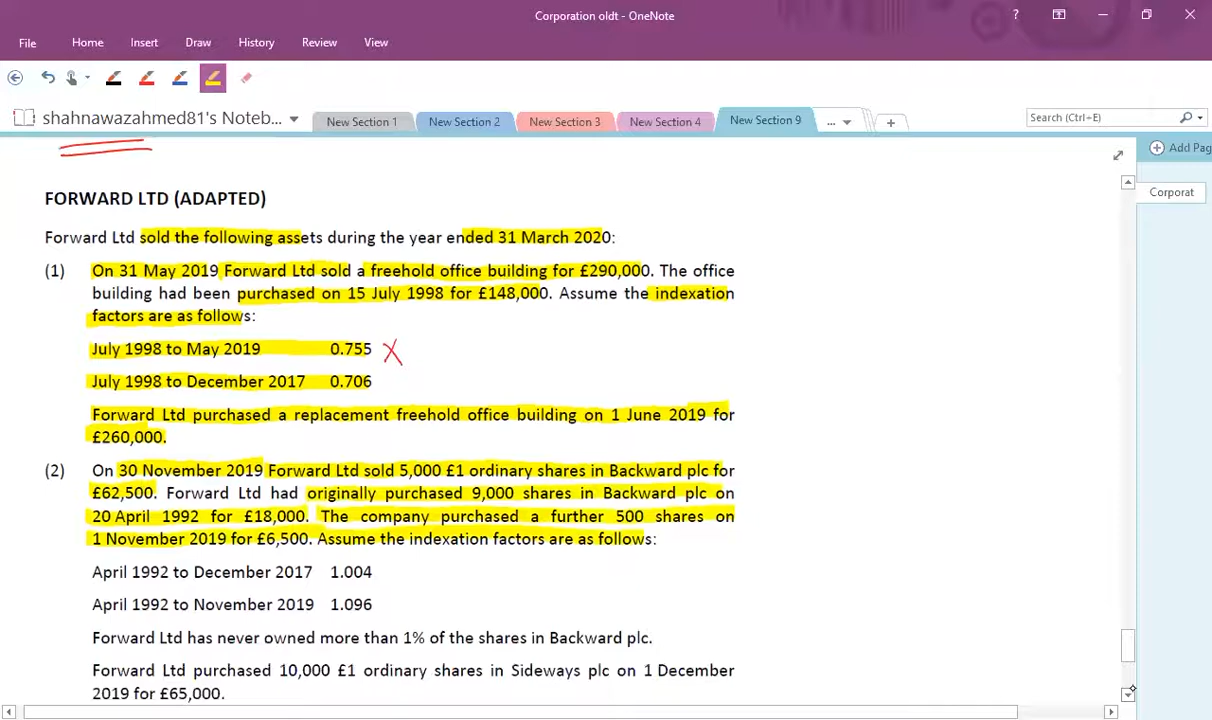 Corporation oldt - OneNote
?
File Home Insert Draw History Review View
shahnawazahmed81's Noteb... New Section 1 New Section 2 New Section 3 New Section 4 New Section 9 ... + Search (Ctrl+E)
Add Pag
Corporat
FORWARD LTD (ADAPTED)
Forward Ltd sold the following assets during the year ended 31 March 2020:
(1) On 31 May 2019 Forward Ltd sold a freehold office building for £290,000. The office
building had been purchased on 15 July 1998 for £148,000. Assume the indexation
factors are as follows:
July 1998 to May 2019 0.755 X
July 1998 to December 2017 0.706
Forward Ltd purchased a replacement freehold office building on 1 June 2019 for
£260,000.
(2) On 30 November 2019 Forward Ltd sold 5,000 £1 ordinary shares in Backward plc for
£62,500. Forward Ltd had originally purchased 9,000 shares in Backward plc on
20 April 1992 for £18,000. The company purchased a further 500 shares on
1 November 2019 for £6,500. Assume the indexation factors are as follows:
April 1992 to December 2017 1.004
April 1992 to November 2019 1.096
Forward Ltd has never owned more than 1% of the shares in Backward plc.
Forward Ltd purchased 10,000 £1 ordinary shares in Sideways plc on 1 December
2019 for £65,000.